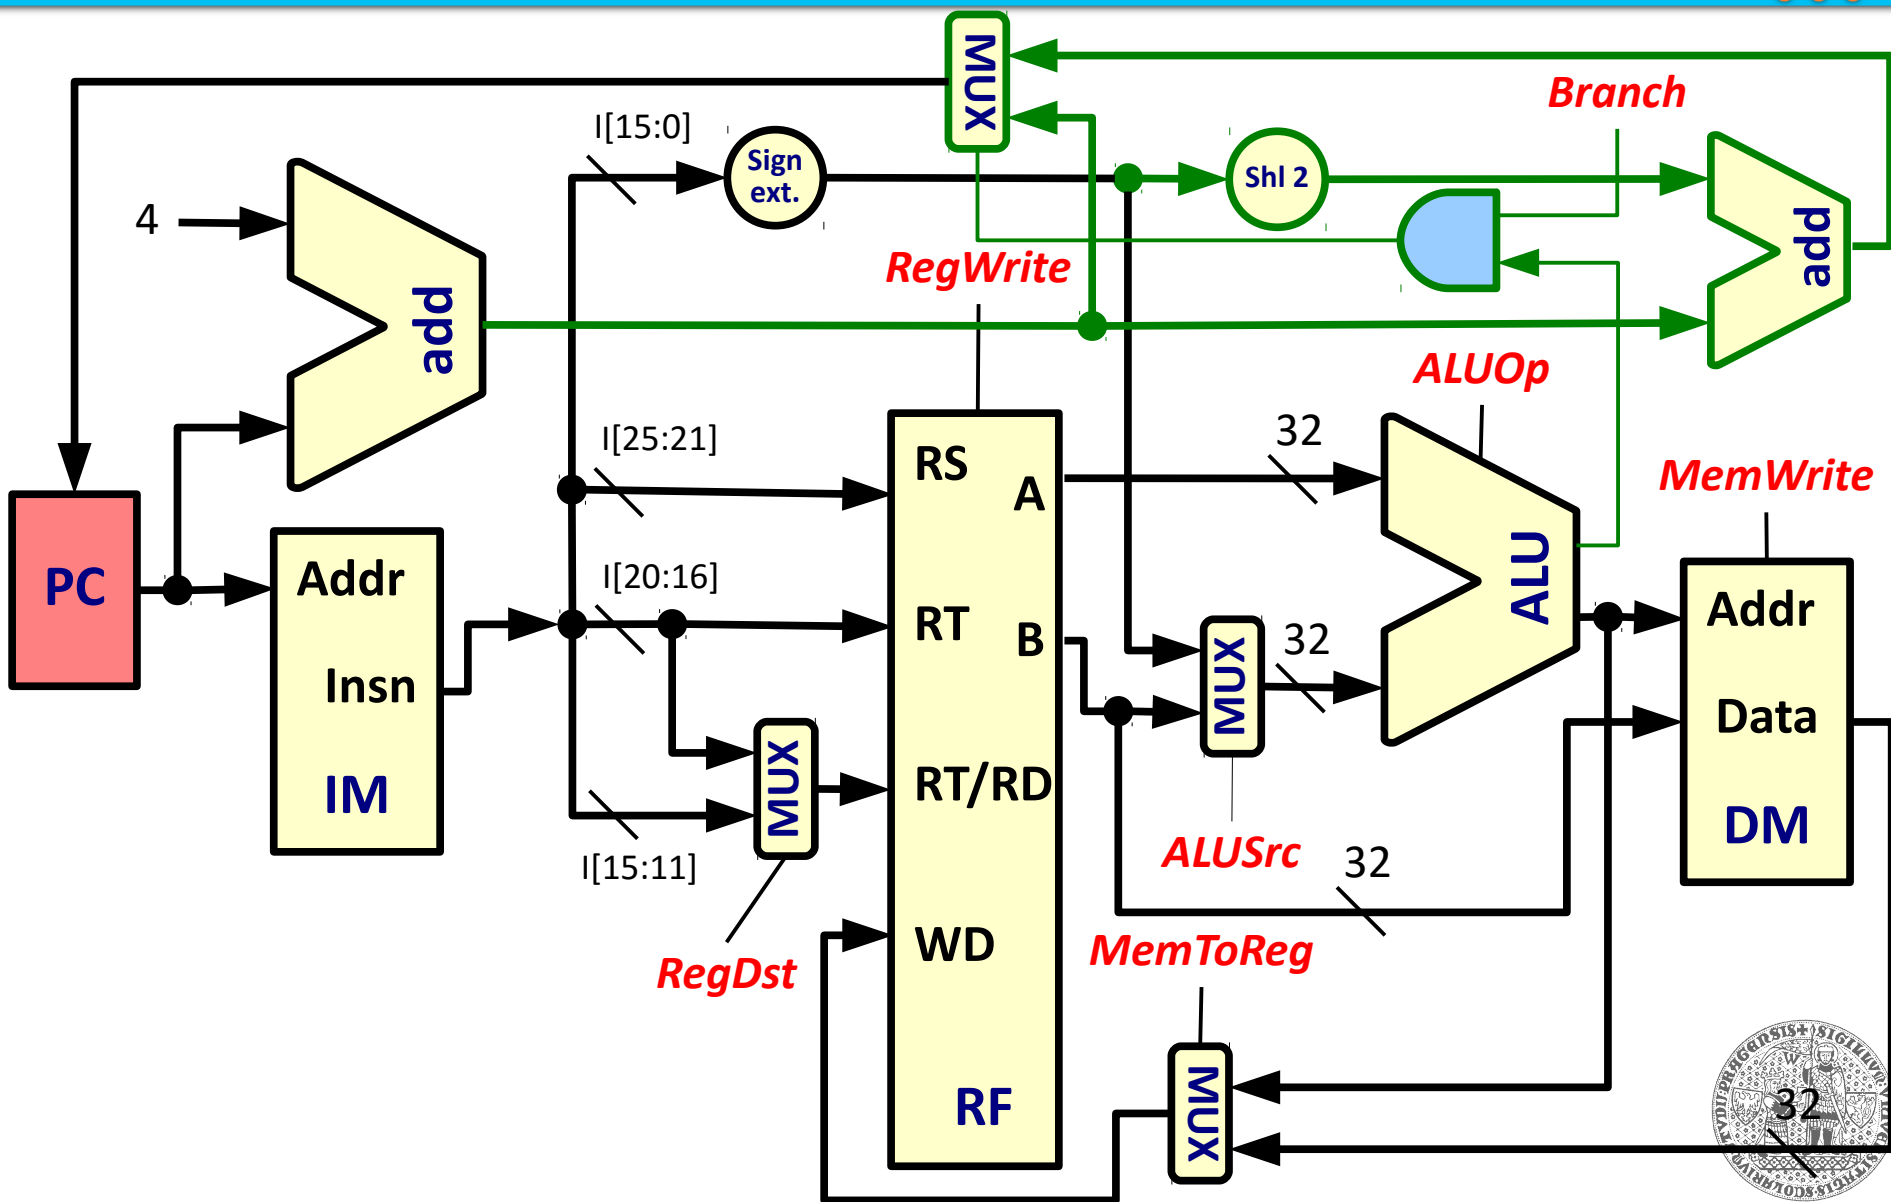 MUX
Branch
I[15:0]
Sign
ext.
Shl 2
4
add
add
RegWrite
ALUOp
I[25:21]
32
RS
A
MemWrite
PC
Addr
Insn
IM
I[20:16]
RT
B
MUX
32
ALU
Addr
Data
DM
MUX
RT/RD
I[15:11]
ALUSrc
32
RegDst
WD
MemToReg
RF
MUX
32